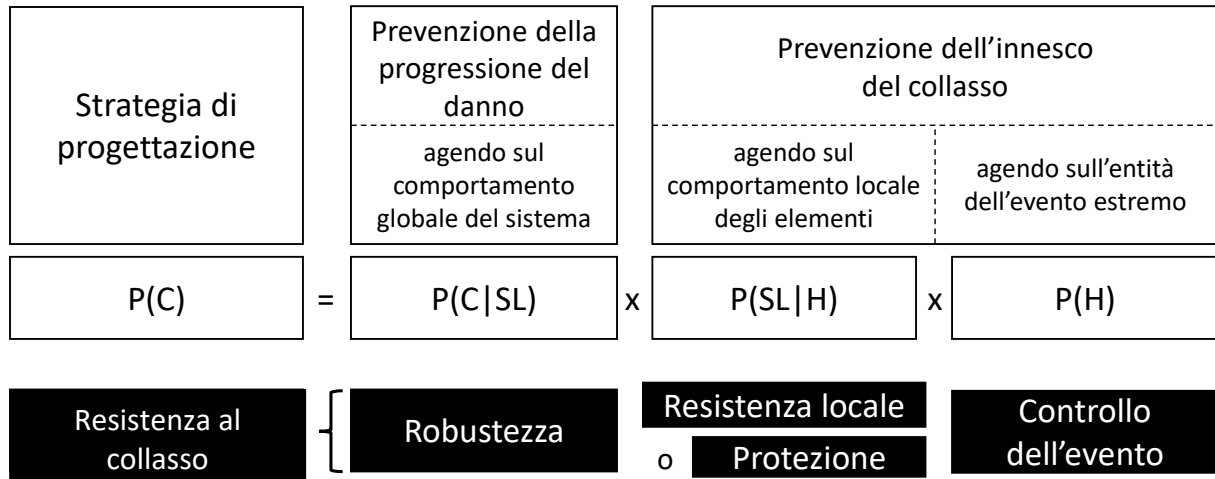 Strategia di
progettazione
Prevenzione della
progressione del
danno
agendo sul
comportamento
globale del sistema
Prevenzione dell’innesco
del collasso
agendo sul
comportamento locale
degli elementi
agendo sull’entità
dell’evento estremo
P(C) = P(C|SL) x P(SL|H) x P(H)
Resistenza al
collasso
Robustezza
Resistenza locale
o Protezione
Controllo
dell’evento